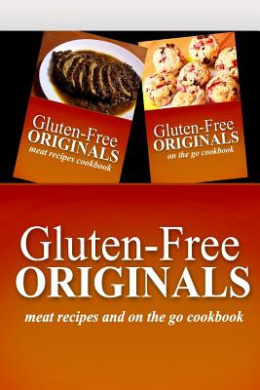 Gluten-Free
ORIGINALS
meat recipes cookbook
Gluten-Free
ORIGINALS
on the go cookbook
Gluten-Free
ORIGINALS
meat recipes and on the go cookbook